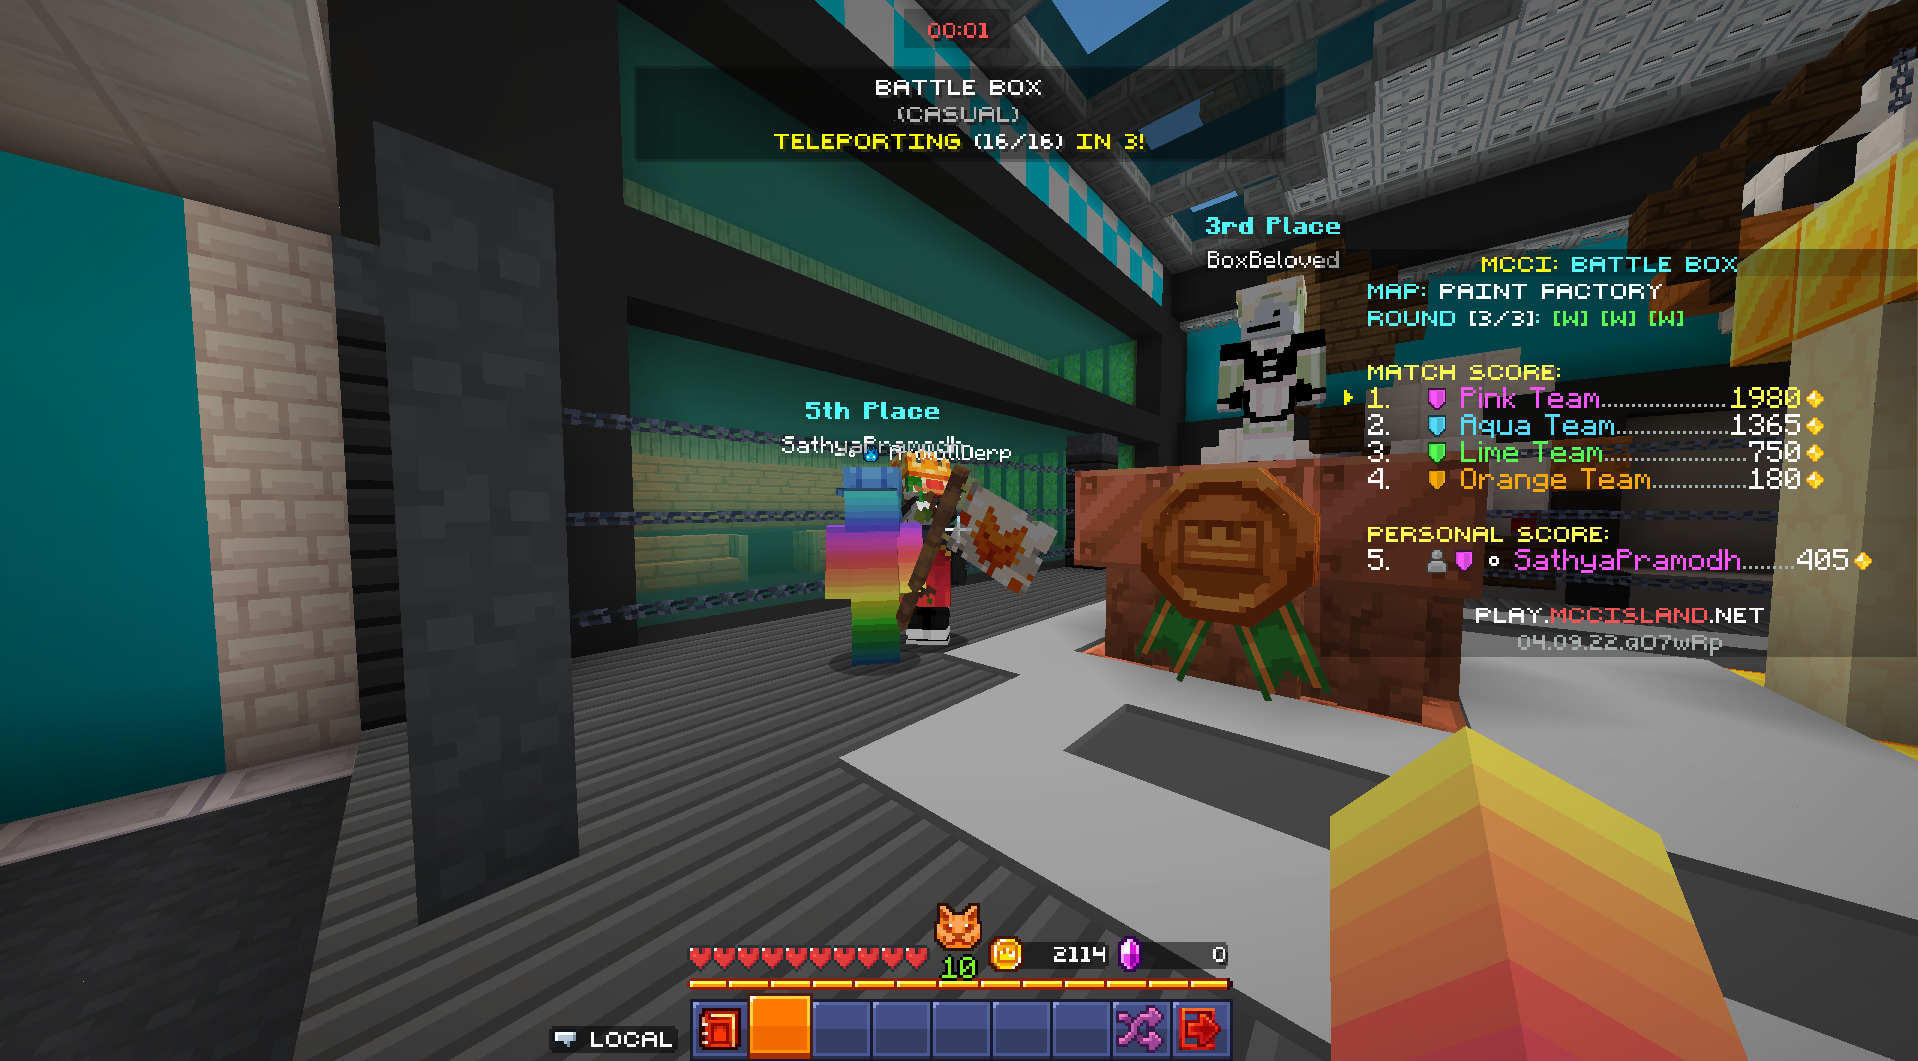 00:01
BATTLE BOX
(CASUAL)
TELEPORTING (16/16) IN 3!
3rd Place
BoxBeloved
MCCI: BATTLE BOX
MAP: PAINT FACTORY
ROUND [3/3]: [W] [W] [W]
MATCH SCORE:
1. Pink Team 1980
2. Aqua Team 1365
3. Lime Team 750
4. Orange Team 180
PERSONAL SCORE:
5. SathyaPramodh 405
PLAY.MCCISLAND.NET
04.09.22.aO7wRp
5th Place
SathyaPramodh
2114
0
10
LOCAL